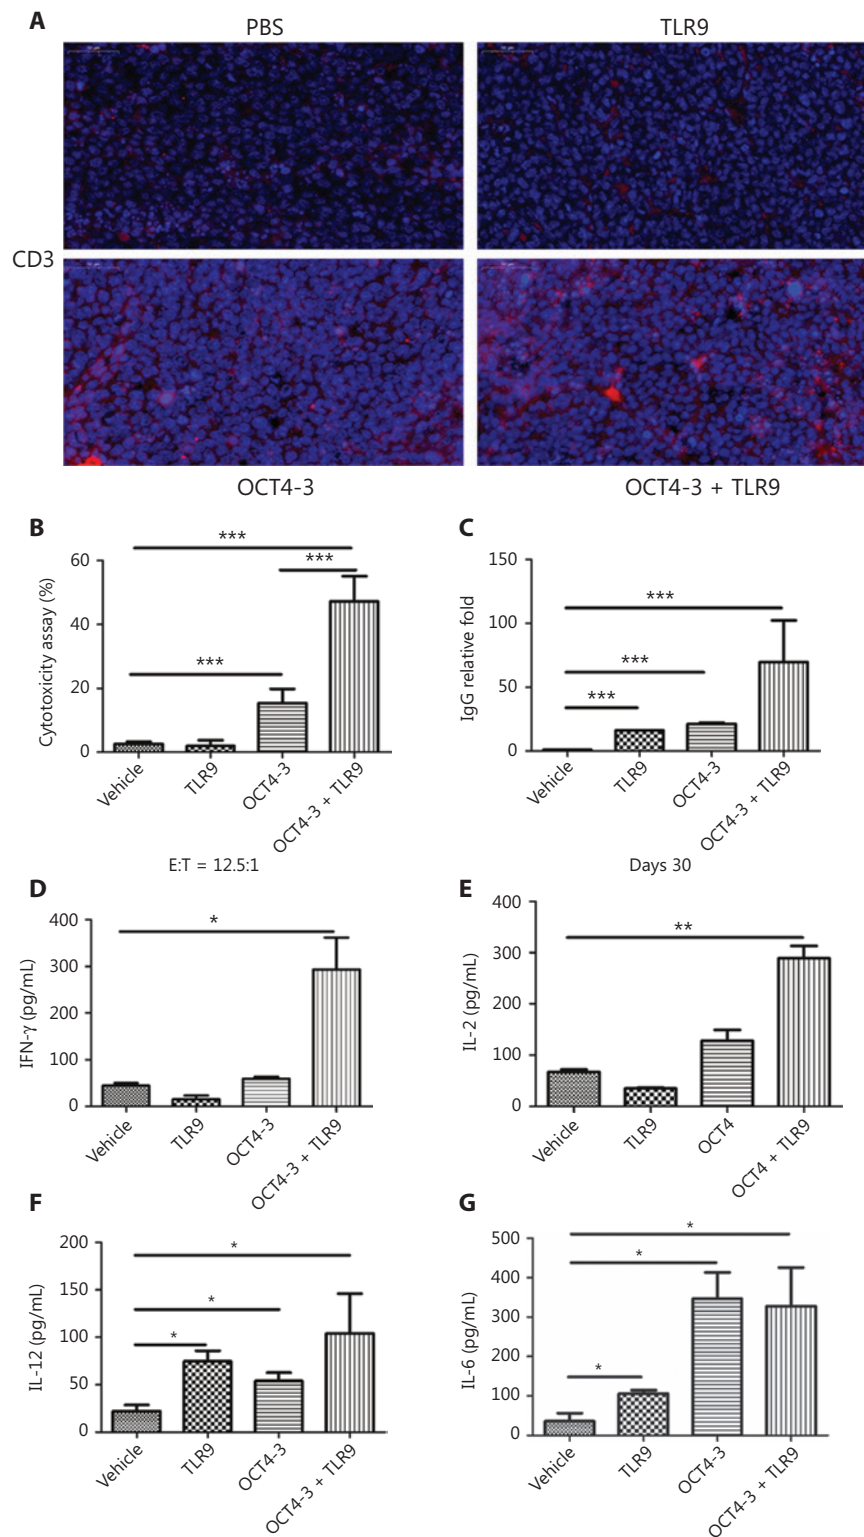 A
PBS
TLR9
CD3
OCT4-3
OCT4-3 + TLR9
B
Cytotoxicity assay (%)
60
40
20
0
***
***
***
Vehicle
TLR9
OCT4-3
OCT4-3 + TLR9
E:T = 12.5:1
C
IgG relative fold
150
100
50
0
***
***
***
Vehicle
TLR9
OCT4-3
OCT4-3 + TLR9
Days 30
D
IFN-γ (pg/mL)
400
300
200
100
0
*
Vehicle
TLR9
OCT4-3
OCT4-3 + TLR9
E
IL-2 (pg/mL)
400
300
200
100
0
**
Vehicle
TLR9
OCT4
OCT4 + TLR9
F
IL-12 (pg/mL)
200
150
100
50
0
*
*
*
Vehicle
TLR9
OCT4-3
OCT4-3 + TLR9
G
IL-6 (pg/mL)
500
400
300
200
100
0
*
*
*
Vehicle
TLR9
OCT4-3
OCT4-3 + TLR9